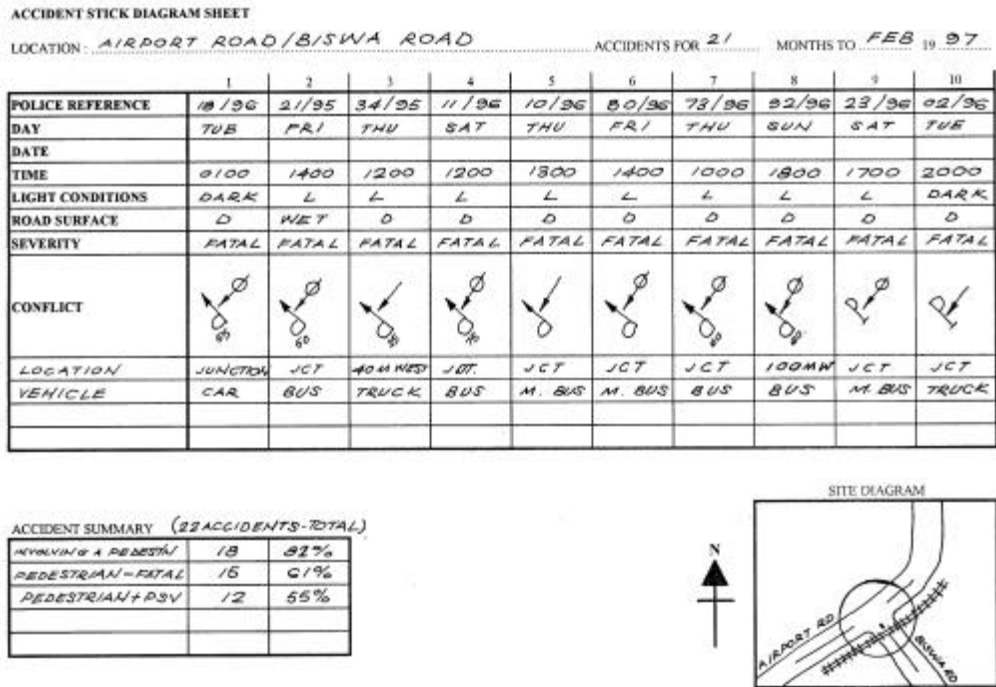 ACCIDENT STICK DIAGRAM SHEET
LOCATION: AIRPORT ROAD/BISWA ROAD ACCIDENTS FOR 21 MONTHS TO FEB 19 97
1 2 3 4 5 6 7 8 9 10
POLICE REFERENCE 18/96 21/95 34/95 11/96 10/96 80/96 73/96 92/96 23/96 02/96
DAY TUE FRI THU SAT THU FRI THU SUN SAT TUE
DATE
TIME 0100 1400 1200 1200 1300 1400 1000 1800 1700 2000
LIGHT CONDITIONS DARK L L L L L L L L DARK
ROAD SURFACE D WET D D D D D D D D
SEVERITY FATAL FATAL FATAL FATAL FATAL FATAL FATAL FATAL FATAL FATAL
CONFLICT
LOCATION JUNCTION JCT 40M WEST JCT JCT JCT 100MW JCT JCT
VEHICLE CAR BUS TRUCK BUS M. BUS M. BUS BUS BUS M. BUS TRUCK
SITE DIAGRAM
ACCIDENT SUMMARY (22 ACCIDENTS-TOTAL)
INVOLVING A PEDESTN 18 82%
PEDESTRIAN-FATAL 15 61%
PEDESTRIAN+PSV 12 55%
N
AIRPORT RD
BISWA RD